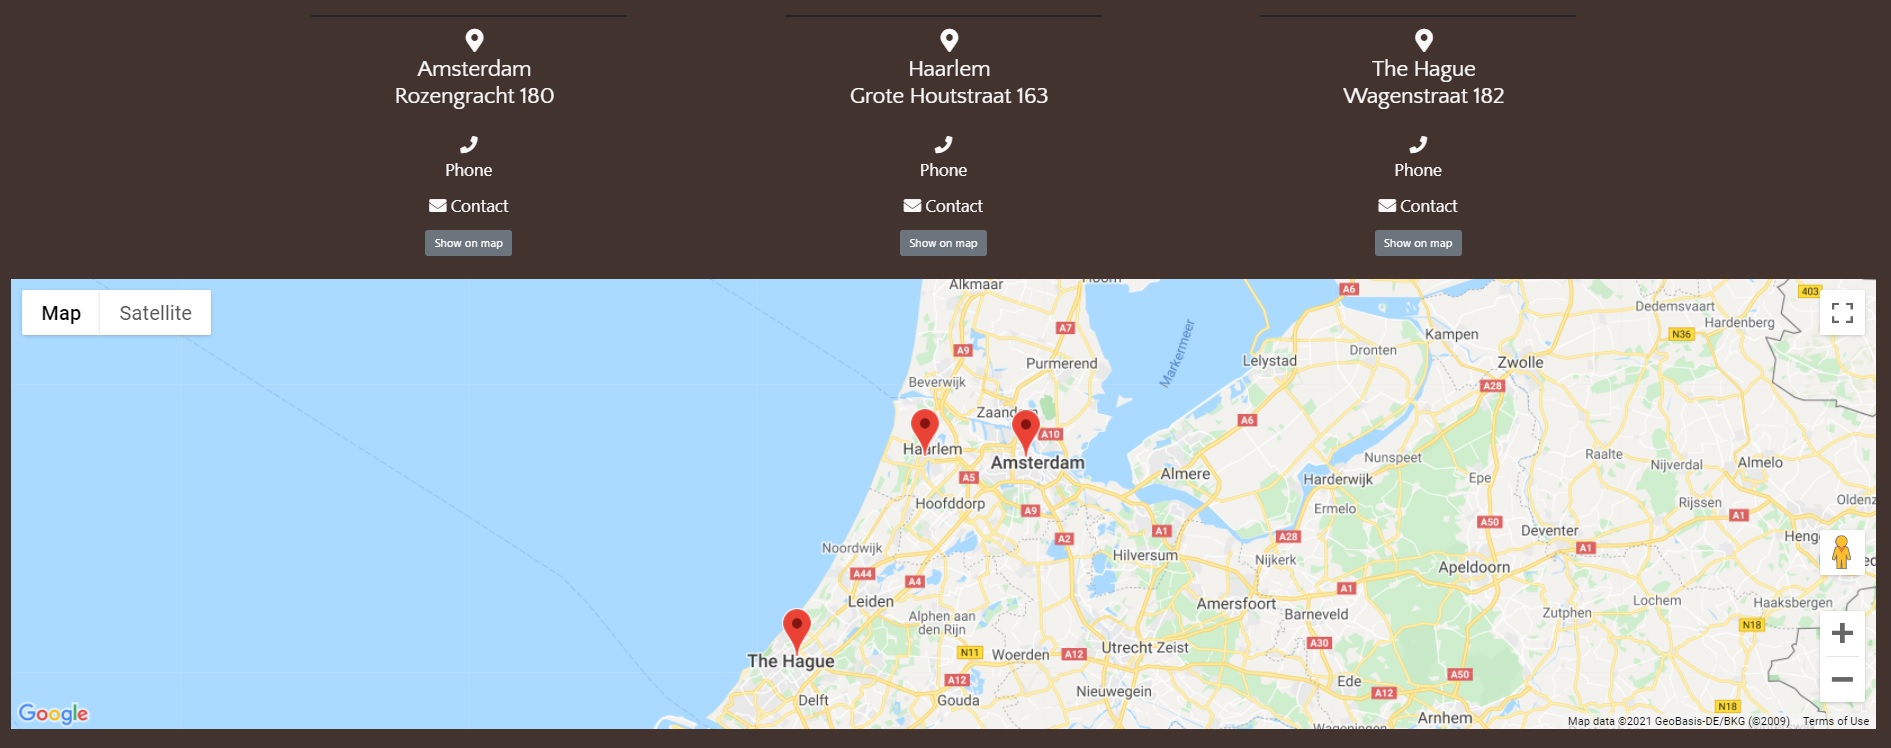 Amsterdam
Rozengracht 180
Phone
Contact
Show on map
Haarlem
Grote Houtstraat 163
Phone
Contact
Show on map
The Hague
Wagenstraat 182
Phone
Contact
Show on map
Map Satellite
Alkmaar
A6
403
Dedemsvaart
Hardenberg
A7
Kampen
N36
A9
Purmerend
Markermeer
Lelystad
Dronten
Zwolle
Beverwijk
A28
Zaandam
A6
A10
Haarlem
Amsterdam
Nunspeet
Raalte
Nijverdal
Almelo
A5
Almere
Harderwijk
Epe
Hoofddorp
A9
Ermelo
Rijssen
Oldenz
A1
A50
Deventer
A2
A1
A28
Heng
Noordwijk
Hilversum
Nijkerk
A1
A44
A4
Apeldoorn
A1
Leiden
Amersfoort
Barneveld
Zutphen
Lochem
Haaksbergen
Alphen aan
den Rijn
N18
The Hague
N11
Woerden
A12
Utrecht Zeist
A30
A12
A50
Delft
Gouda
Nieuwegein
Ede
A12
N18
Arnhem
Google
Map data ©2021 GeoBasis-DE/BKG (©2009) Terms of Use